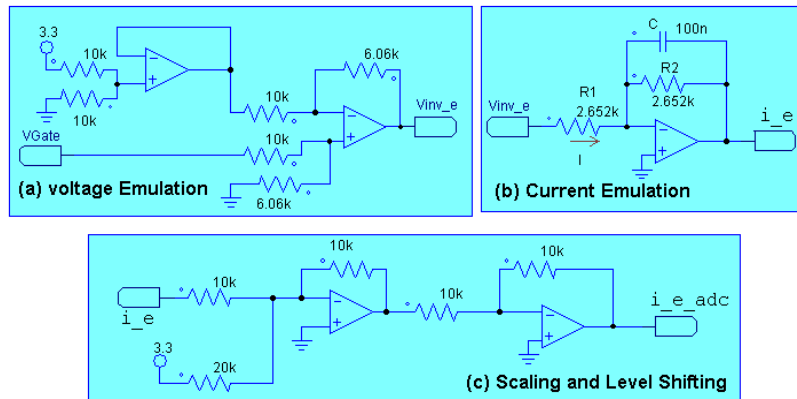 3.3
10k
10k
VGate
10k
10k
6.06k
6.06k
Vinv_e
(a) voltage Emulation
C
100n
R2
2.652k
R1
2.652k
Vinv_e
I
i_e
(b) Current Emulation
i_e
10k
3.3
20k
10k
10k
10k
i_e_adc
(c) Scaling and Level Shifting